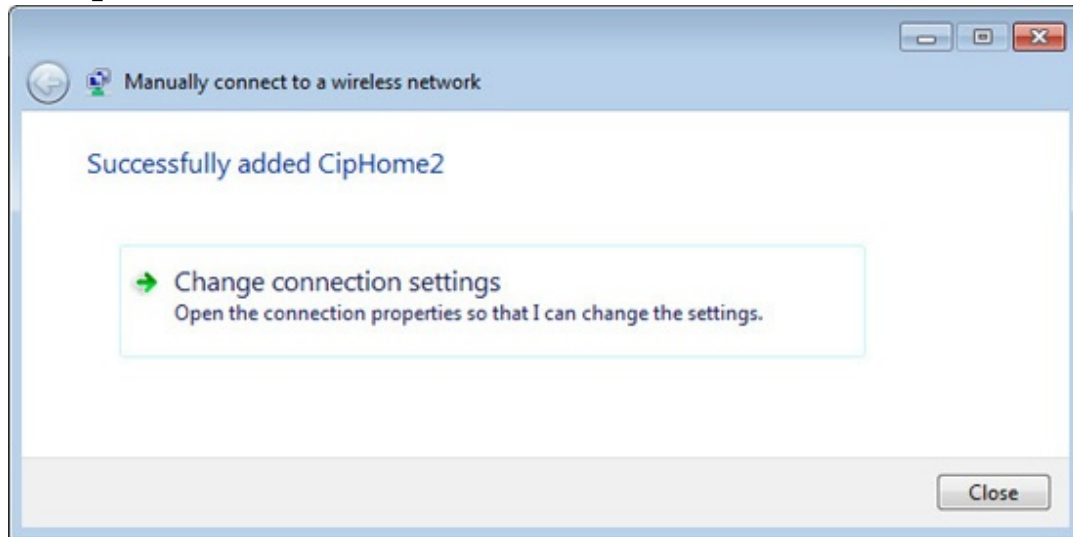 Manually connect to a wireless network
Successfully added CipHome2
Change connection settings
Open the connection properties so that I can change the settings.
Close